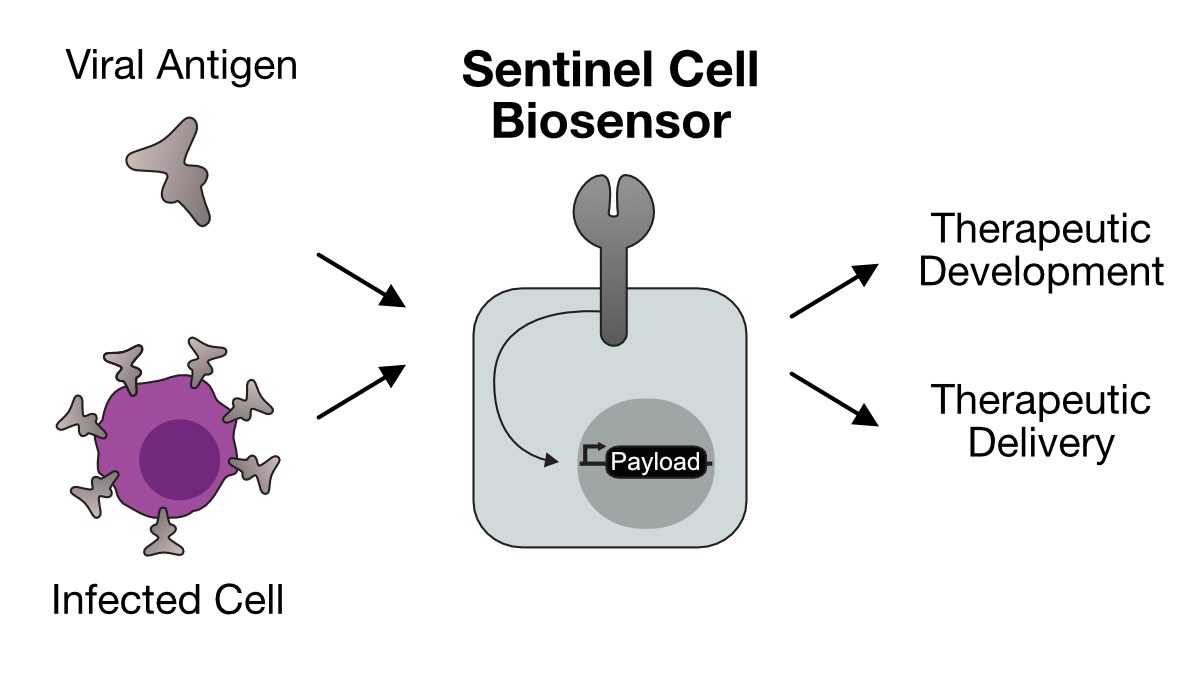 Viral Antigen
Sentinel Cell
Biosensor
Therapeutic
Development
Therapeutic
Delivery
Payload
Infected Cell